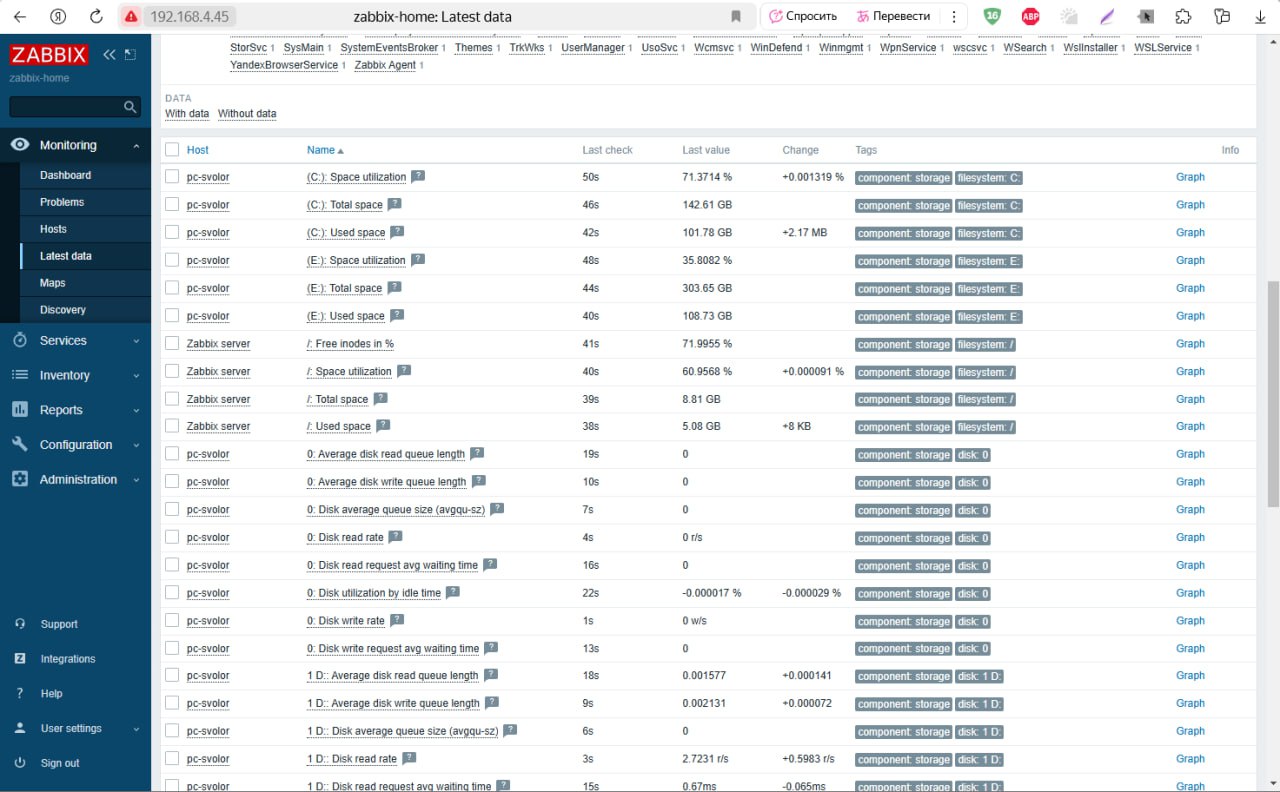 192.168.4.45 zabbix-home: Latest data Спросить Перевести 16 ABP
ZABBIX
zabbix-home
Monitoring
Dashboard
Problems
Hosts
Latest data
Maps
Discovery
Services
Inventory
Reports
Configuration
Administration
Support
Integrations
Help
User settings
Sign out
StorSvc 1 SysMain 1 SystemEventsBroker 1 Themes 1 TrkWks 1 UserManager 1 UsoSvc 1 Wcmsvc 1 WinDefend 1 Winmgmt 1 WpnService 1 wscsvc 1 WSearch 1 WslInstaller 1 WSLService 1
YandexBrowserService 1 Zabbix Agent 1
DATA
With data Without data
Host Name Last check Last value Change Tags Info
pc-svolor (C:): Space utilization ? 50s 71.3714 % +0.001319 % component: storage filesystem: C: Graph
pc-svolor (C:): Total space ? 46s 142.61 GB component: storage filesystem: C: Graph
pc-svolor (C:): Used space ? 42s 101.78 GB +2.17 MB component: storage filesystem: C: Graph
pc-svolor (E:): Space utilization ? 48s 35.8082 % component: storage filesystem: E: Graph
pc-svolor (E:): Total space ? 44s 303.65 GB component: storage filesystem: E: Graph
pc-svolor (E:): Used space ? 40s 108.73 GB component: storage filesystem: E: Graph
Zabbix server /: Free inodes in % 41s 71.9955 % component: storage filesystem: / Graph
Zabbix server /: Space utilization ? 40s 60.9568 % +0.000091 % component: storage filesystem: / Graph
Zabbix server /: Total space ? 39s 8.81 GB component: storage filesystem: / Graph
Zabbix server /: Used space ? 38s 5.08 GB +8 KB component: storage filesystem: / Graph
pc-svolor 0: Average disk read queue length ? 19s 0 component: storage disk: 0 Graph
pc-svolor 0: Average disk write queue length ? 10s 0 component: storage disk: 0 Graph
pc-svolor 0: Disk average queue size (avgqu-sz) ? 7s 0 component: storage disk: 0 Graph
pc-svolor 0: Disk read rate ? 4s 0 r/s component: storage disk: 0 Graph
pc-svolor 0: Disk read request avg waiting time ? 16s 0 component: storage disk: 0 Graph
pc-svolor 0: Disk utilization by idle time ? 22s -0.000017 % -0.000029 % component: storage disk: 0 Graph
pc-svolor 0: Disk write rate ? 1s 0 w/s component: storage disk: 0 Graph
pc-svolor 0: Disk write request avg waiting time ? 13s 0 component: storage disk: 0 Graph
pc-svolor 1 D:: Average disk read queue length ? 18s 0.001577 +0.000141 component: storage disk: 1 D: Graph
pc-svolor 1 D:: Average disk write queue length ? 9s 0.002131 +0.000072 component: storage disk: 1 D: Graph
pc-svolor 1 D:: Disk average queue size (avgqu-sz) ? 6s 0 component: storage disk: 1 D: Graph
pc-svolor 1 D:: Disk read rate ? 3s 2.7231 r/s +0.5983 r/s component: storage disk: 1 D: Graph
pc-svolor 1 D:: Disk read request avg waiting time ? 15s 0.67ms -0.065ms component: storage disk: 1 D: Graph